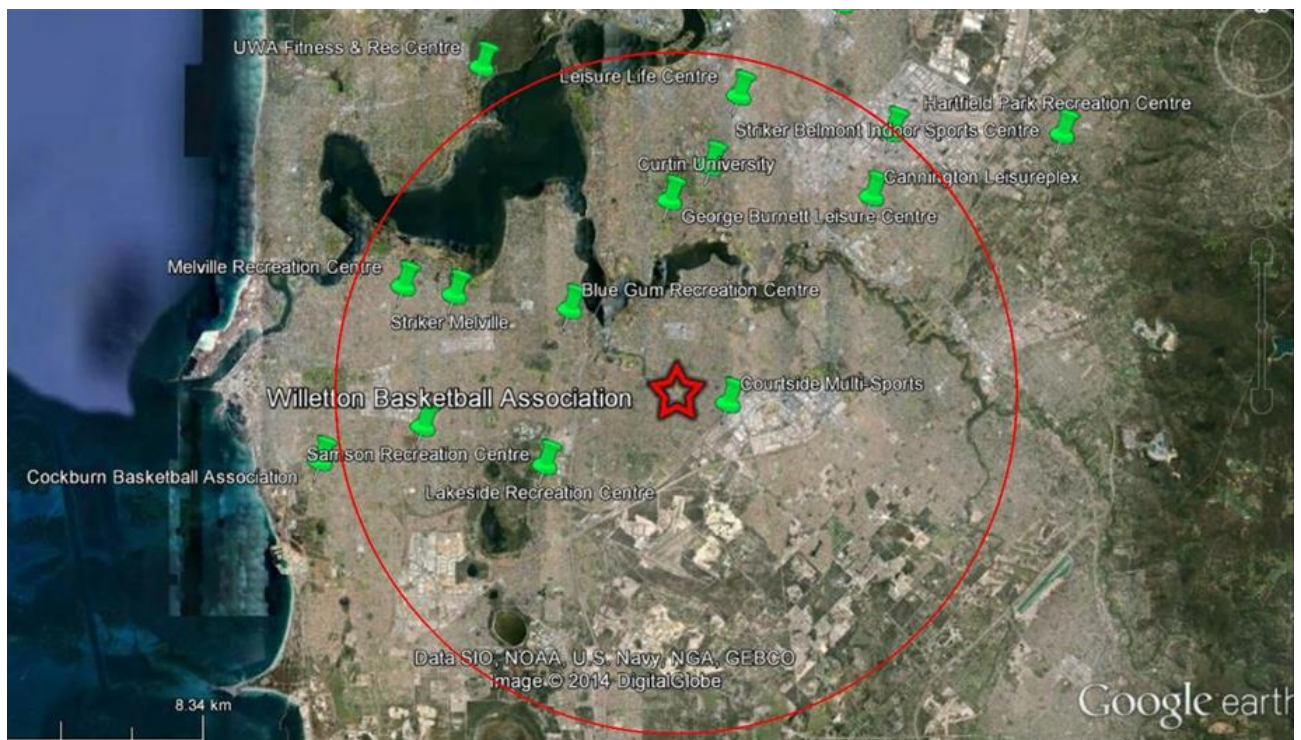 UWA Fitness & Rec Centre
Leisure Life Centre
Hartfield Park Recreation Centre
Striker Belmont Indoor Sports Centre
Curtin University
Cannington Leisureplex
George Burnett Leisure Centre
Melville Recreation Centre
Blue Gum Recreation Centre
Striker Melville
Courtside Multi-Sports
Willetton Basketball Association
Samson Recreation Centre
Cockburn Basketball Association
Lakeside Recreation Centre
Data SIO, NOAA, U.S. Navy, NGA, GEBCO
Image © 2014 DigitalGlobe
8.34 km
Google earth